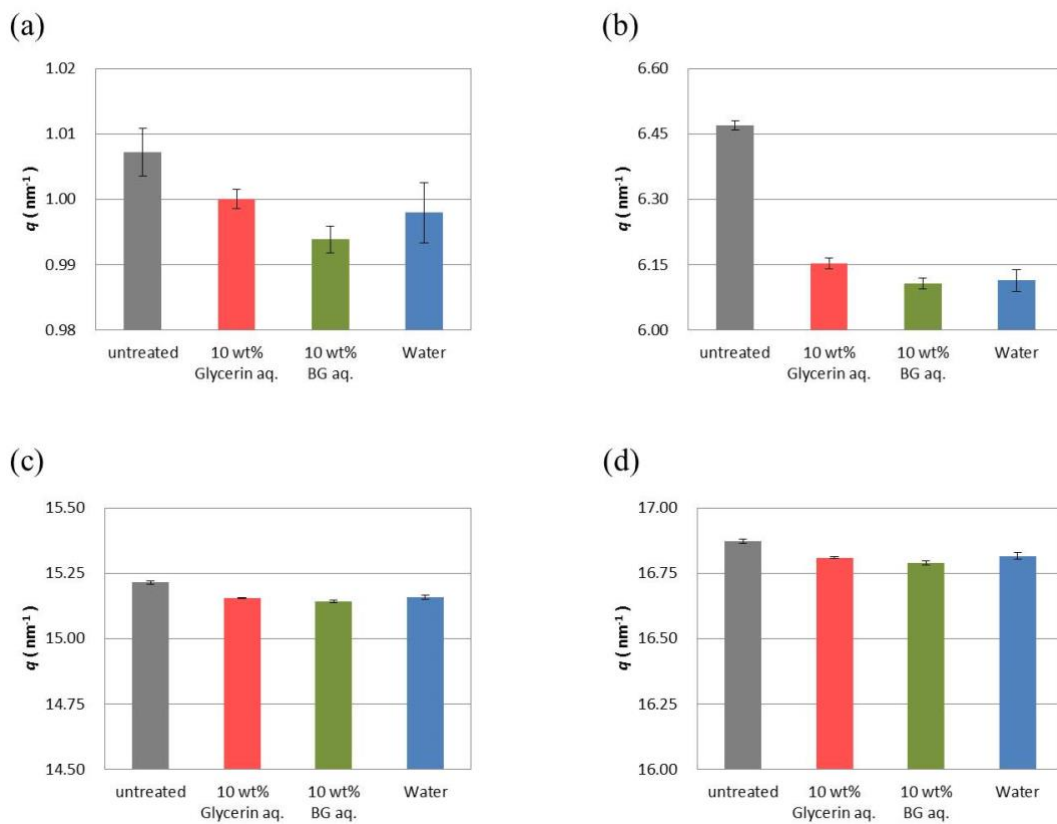 (a)
1.02
1.01
1.00
0.99
0.98
q ( nm-1 )
untreated
10 wt%
Glycerin aq.
10 wt%
BG aq.
Water
(b)
6.60
6.45
6.30
6.15
6.00
q ( nm-1 )
untreated
10 wt%
Glycerin aq.
10 wt%
BG aq.
Water
(c)
15.50
15.25
15.00
14.75
14.50
q ( nm-1 )
untreated
10 wt%
Glycerin aq.
10 wt%
BG aq.
Water
(d)
17.00
16.75
16.50
16.25
16.00
q ( nm-1 )
untreated
10 wt%
Glycerin aq.
10 wt%
BG aq.
Water